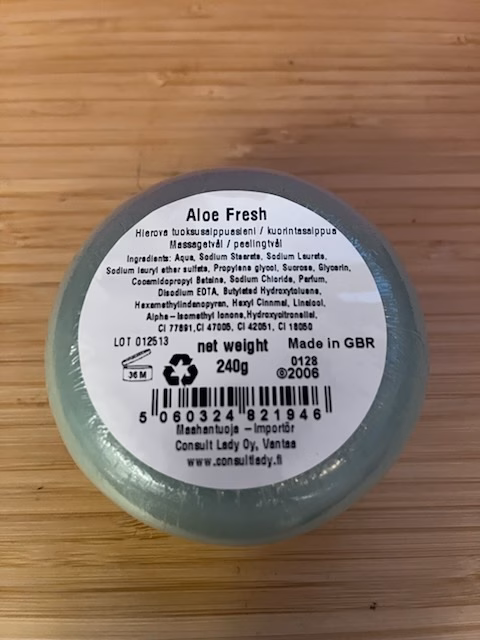 Aloe Fresh
Hierova tuoksusaippuasieni / kuorintasaippua
Massagetvål / peelingtvål
Ingredients: Aqua, Sodium Stearate, Sodium Laurate,
Sodium lauryl ether sulfate, Propylene glycol, Sucrose, Glycerin,
Cocamidopropyl Betaine, Sodium Chloride, Parfum,
Disodium EDTA, Butylated Hydroxytoluene,
Hexamethylindanopyran, Hexyl Cinnmal, Linalool,
Alpha-Isomethyl Ionone, Hydroxycitronellal,
CI 77891, CI 47005, CI 42051, CI 16050
LOT 012513 net weight Made in GBR
36 M 240g 0128
©2006
5 060324 821946
Maahantuoja - Importör
Consult Lady Oy, Vantaa
www.consultlady.fi